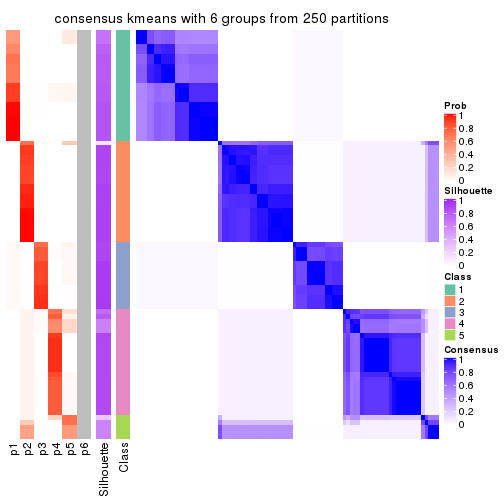 consensus kmeans with 6 groups from 250 partitions
Prob
1
0.8
0.6
0.4
0.2
0
Silhouette
1
0.8
0.6
0.4
0.2
0
Class
1
2
3
4
5
Consensus
1
0.8
0.6
0.4
0.2
0
p1
p2
p3
p4
p5
p6
Silhouette
Class